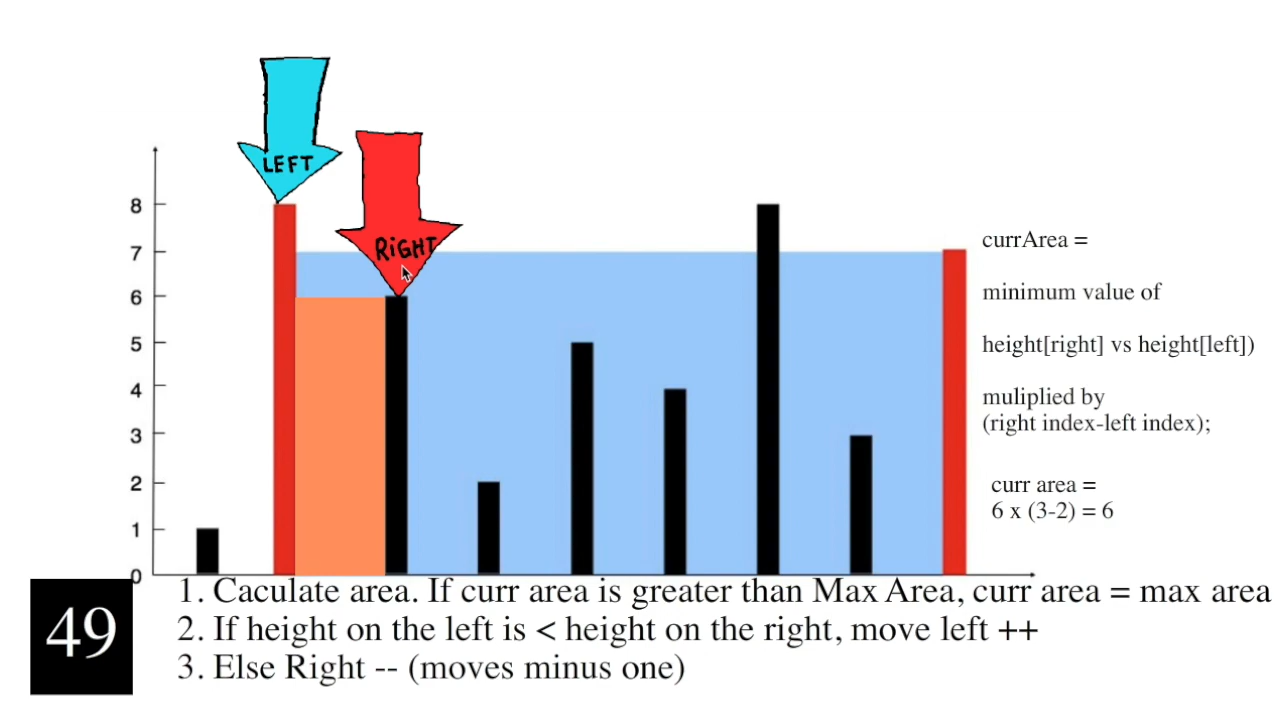 LEFT
RiGHT
8
7
6
5
4
3
2
1
0
currArea =
minimum value of
height[right] vs height[left])
muliplied by
(right index-left index);
curr area =
6 x (3-2) = 6
49
1. Caculate area. If curr area is greater than Max Area, curr area = max area
2. If height on the left is < height on the right, move left ++
3. Else Right -- (moves minus one)